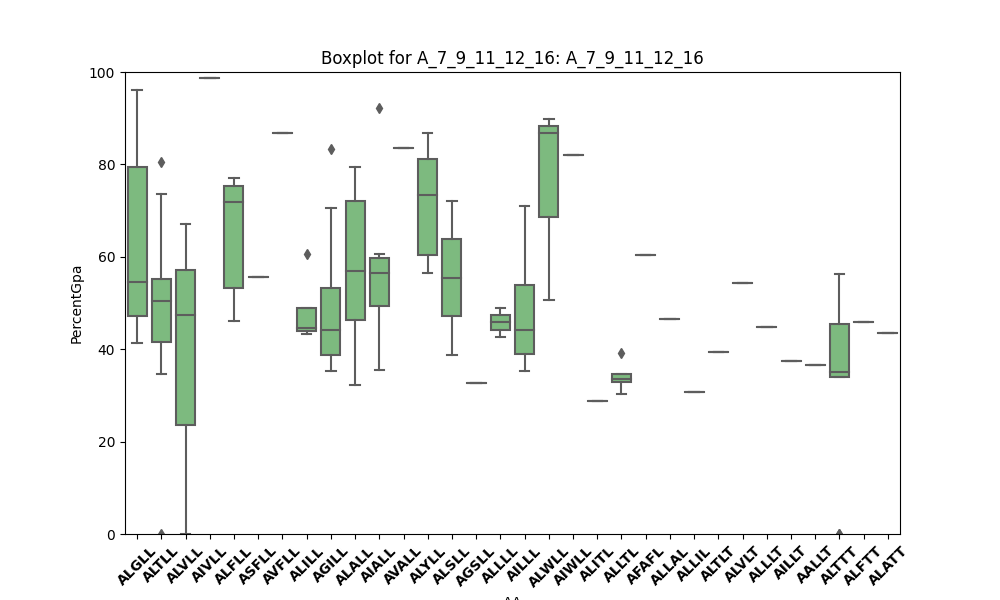 Boxplot for A_7_9_11_12_16: A_7_9_11_12_16
PercentGpa
100
80
60
40
20
0
ALGLL
ALTLL
ALVLL
AIVLL
ALFLL
ASFLL
AVFLL
ALILL
AGILL
ALALL
AIALL
AVALL
ALYLL
ALSLL
AGSLL
ALLLL
AILLL
ALWLL
AIWLL
ALITL
ALLTL
AFAFL
ALLAL
ALLIL
ALTLT
ALVLT
ALLLT
AILLT
AALLT
ALTTT
ALFTT
ALATT